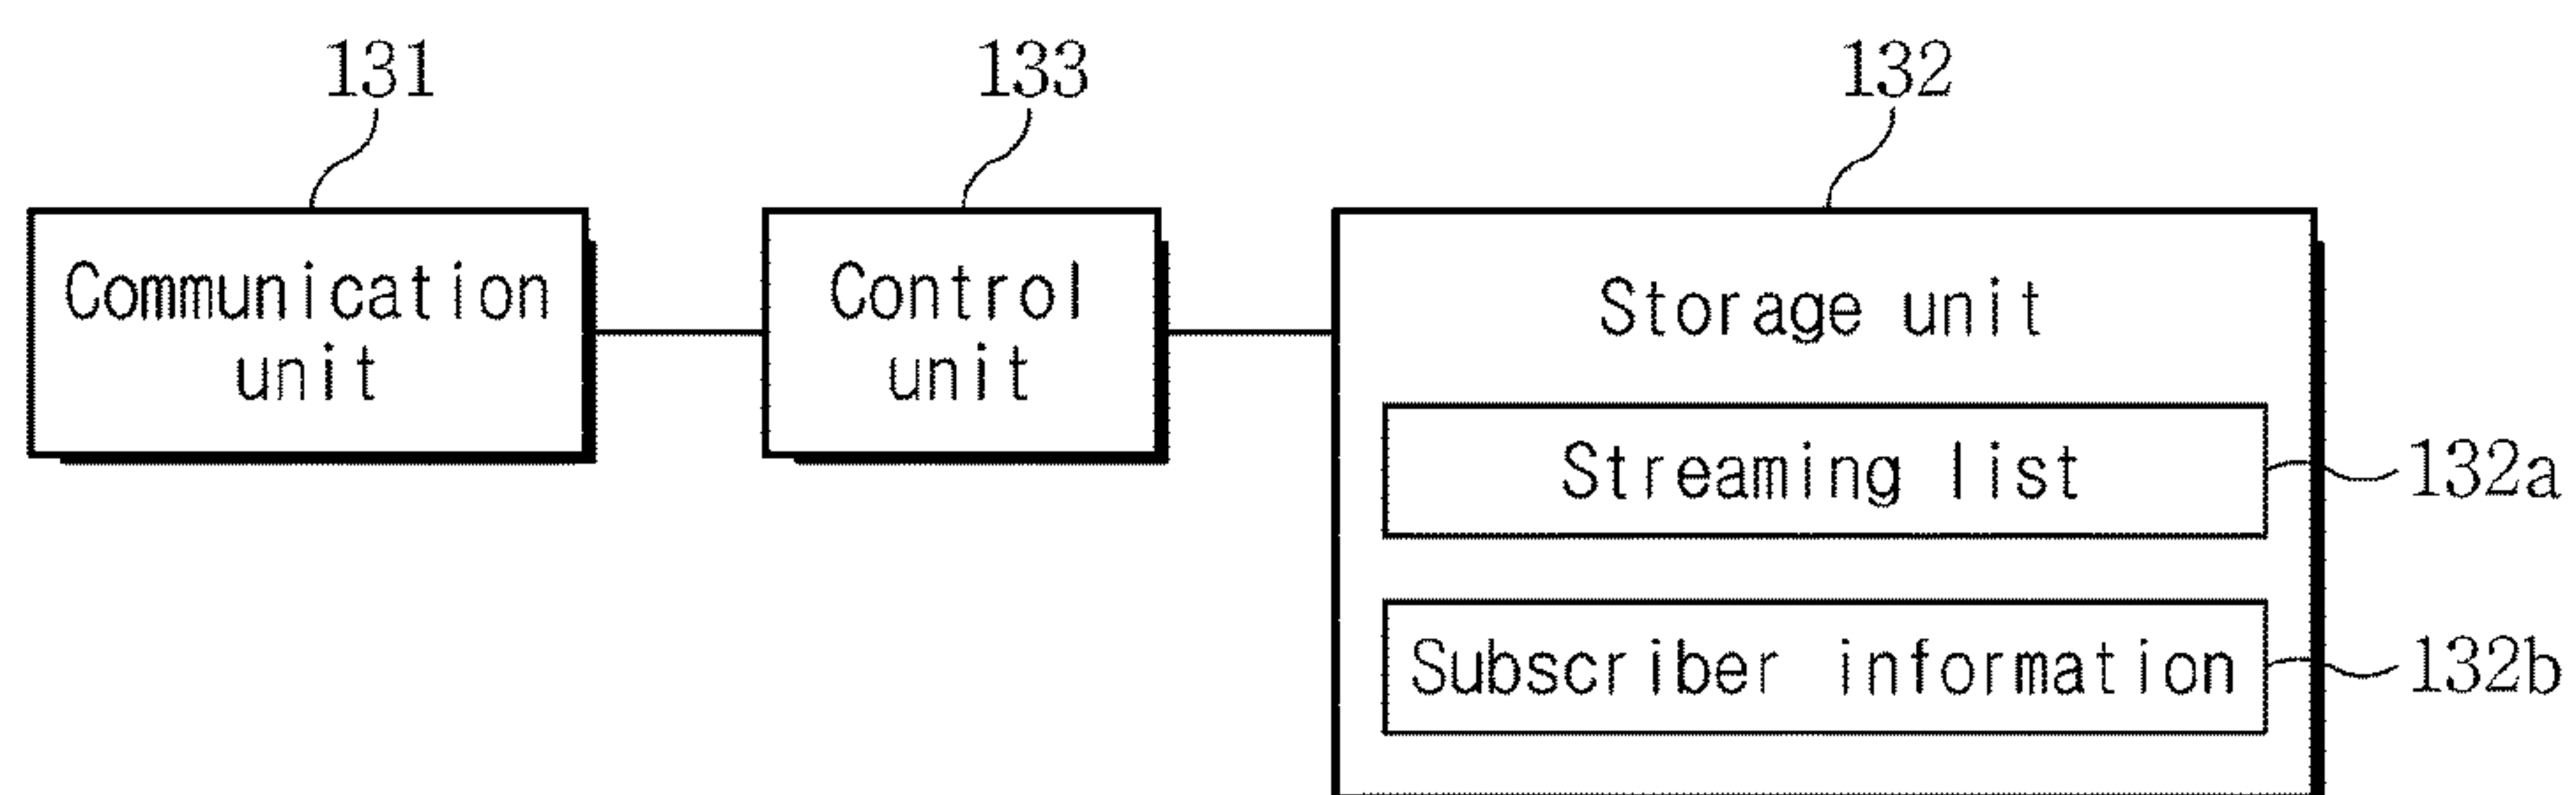 131
133
132
Communication
unit
Control
unit
Storage unit
Streaming list
132a
Subscriber information
132b